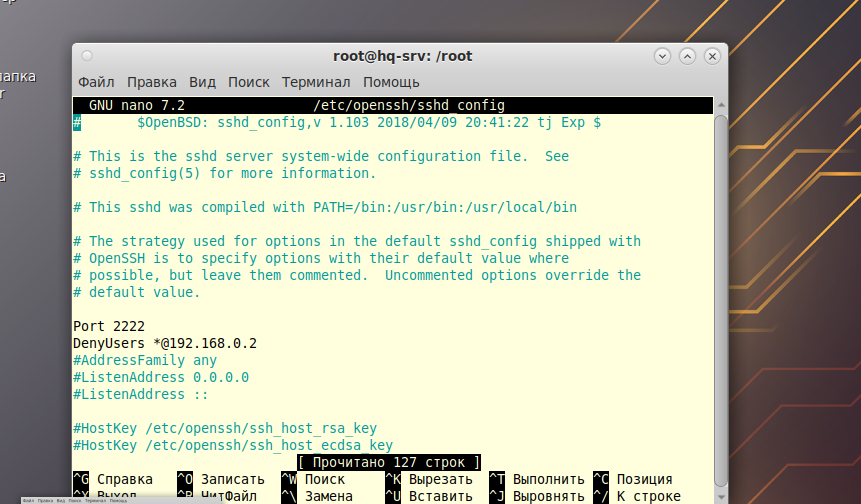 root@hq-srv: /root
Файл Правка Вид Поиск Терминал Помощь
GNU nano 7.2 /etc/openssh/sshd_config
# $OpenBSD: sshd_config,v 1.103 2018/04/09 20:41:22 tj Exp $
# This is the sshd server system-wide configuration file. See
# sshd_config(5) for more information.
# This sshd was compiled with PATH=/bin:/usr/bin:/usr/local/bin
# The strategy used for options in the default sshd_config shipped with
# OpenSSH is to specify options with their default value where
# possible, but leave them commented. Uncommented options override the
# default value.
Port 2222
DenyUsers *@192.168.0.2
#AddressFamily any
#ListenAddress 0.0.0.0
#ListenAddress ::
#HostKey /etc/openssh/ssh_host_rsa_key
#HostKey /etc/openssh/ssh_host_ecdsa_key
[ Прочитано 127 строк ]
^G Справка ^O Записать ^W Поиск ^K Вырезать ^T Выполнить ^C Позиция
^X Выход ^R ЧитФайл ^\ Замена ^U Вставить ^J Выровнять ^/ К строке
Файл Правка Вид Поиск Терминал Помощь